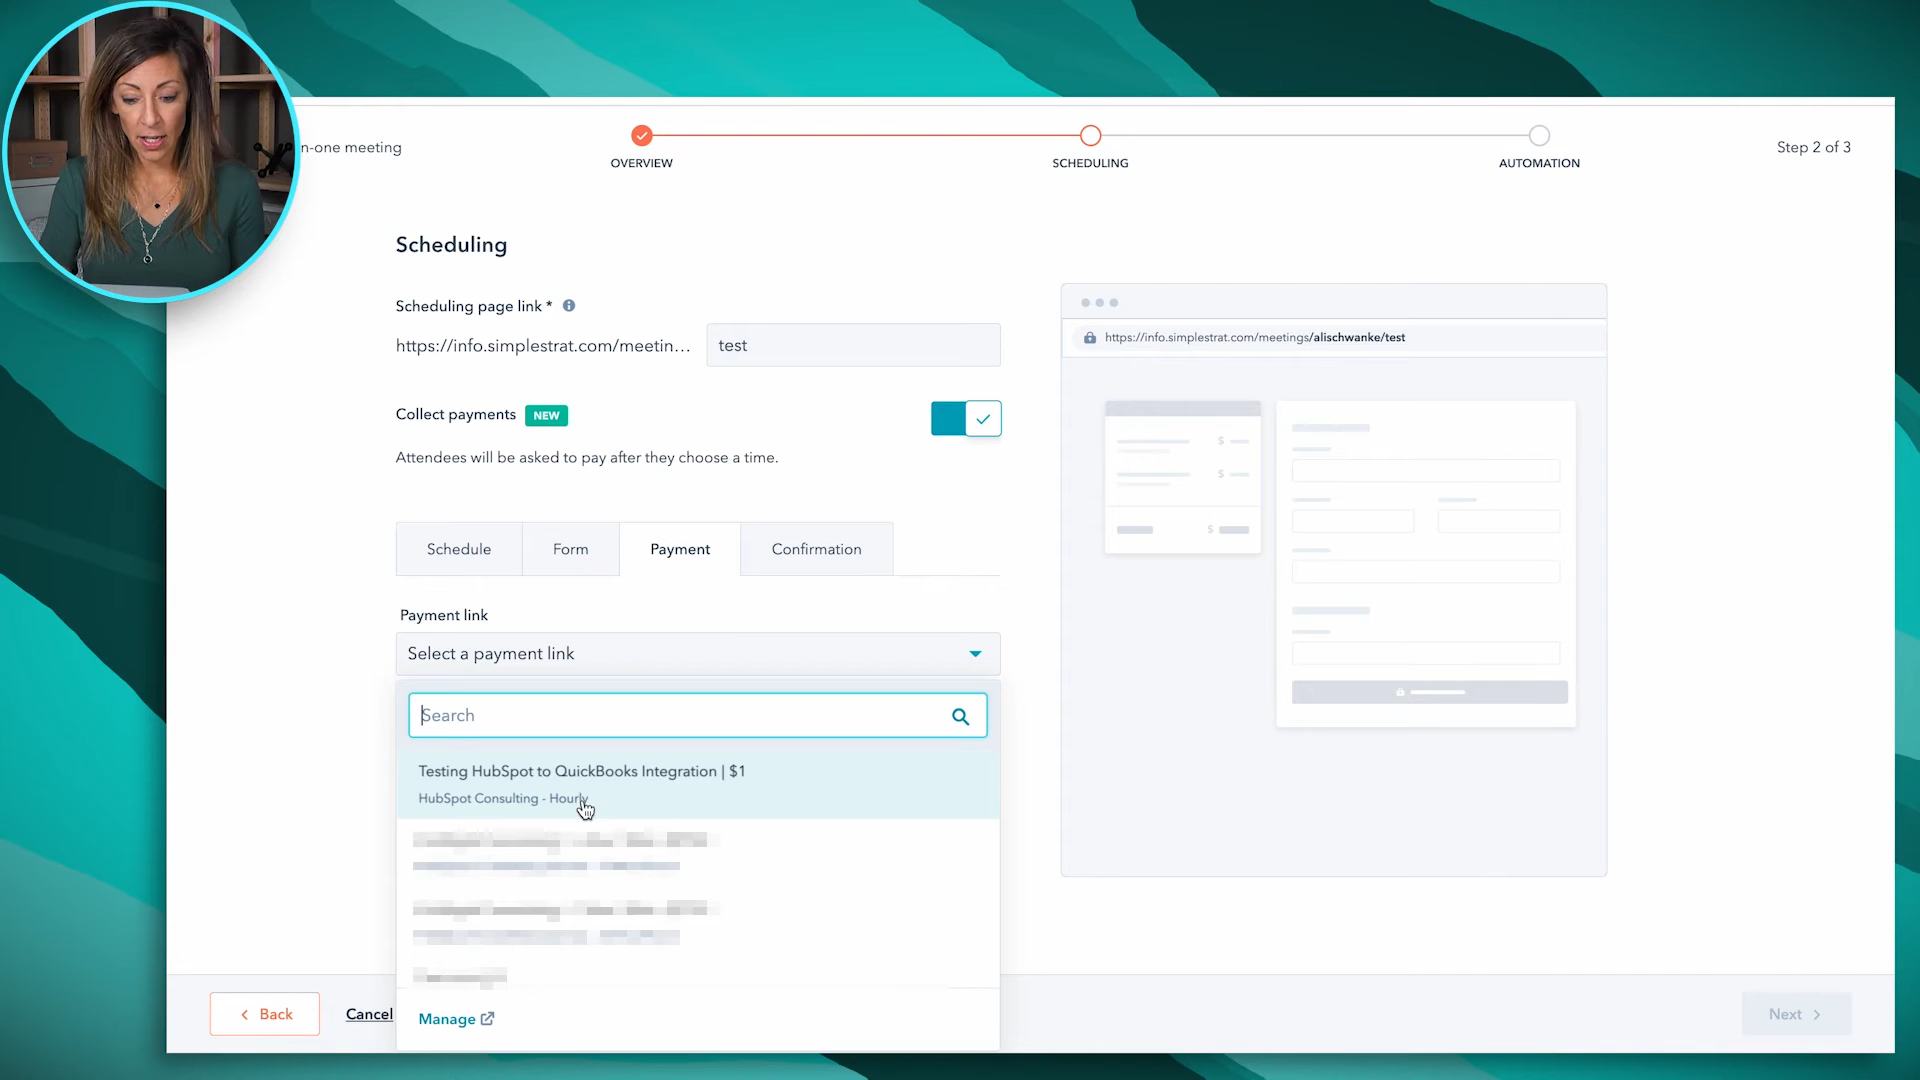 n-one meeting
OVERVIEW
SCHEDULING
AUTOMATION
Step 2 of 3
Scheduling
Scheduling page link *
https://info.simplestrat.com/meetin...
test
https://info.simplestrat.com/meetings/alischwanke/test
Collect payments NEW
Attendees will be asked to pay after they choose a time.
$
$
$
Schedule
Form
Payment
Confirmation
Payment link
Select a payment link
Search
Testing HubSpot to QuickBooks Integration | $1
HubSpot Consulting - Hourly
Manage
Back
Cancel
Next